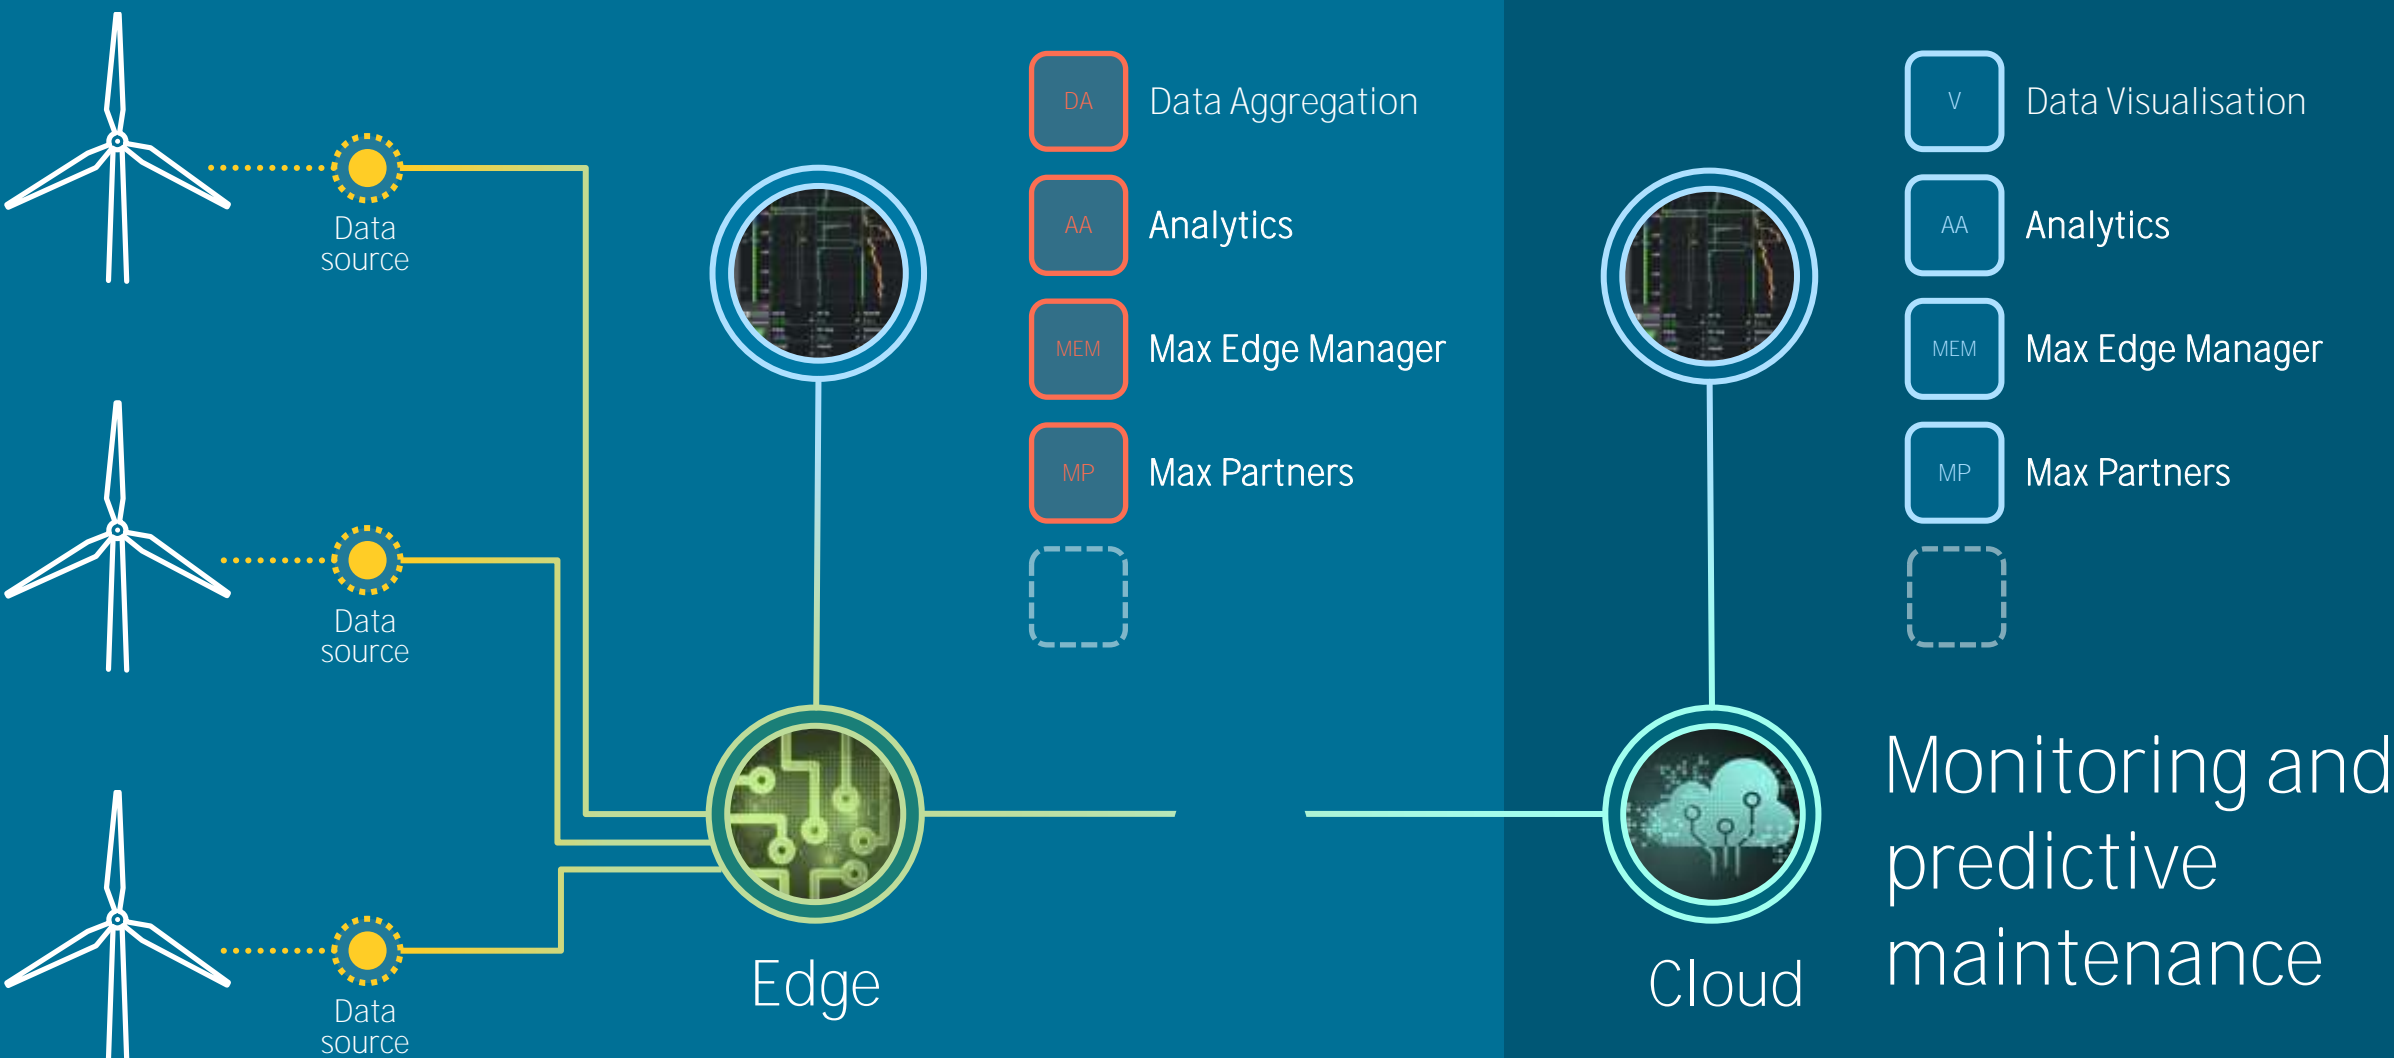 Data
source
Data
source
Data
source
Edge
DA
Data Aggregation
AA
Analytics
MEM
Max Edge Manager
MP
Max Partners
Cloud
V
Data Visualisation
AA
Analytics
MEM
Max Edge Manager
MP
Max Partners
Monitoring and
predictive
maintenance